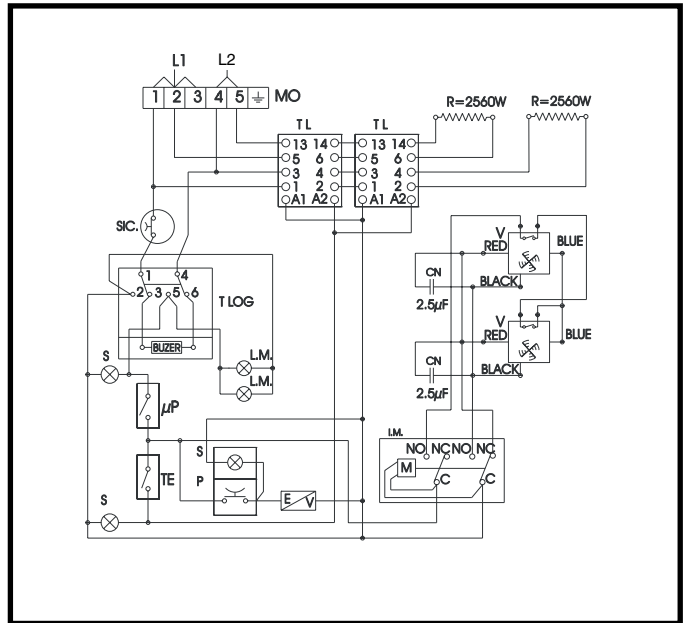 L1 L2
1 2 3 4 5 MO
R=2560W R=2560W
T L T L
13 14 13 14
5 6 5 6
3 4 3 4
1 2 1 2
A1 A2 A1 A2
SIC.
V
RED BLUE
BLACK
CN
2.5µF
1 4
2 3 5 6
T LOG
BUZER
V
RED BLUE
BLACK
CN
2.5µF
S
L.M.
L.M.
µP
I.M.
NO NC NO NC
M
C C
S
P
TE
E V
S